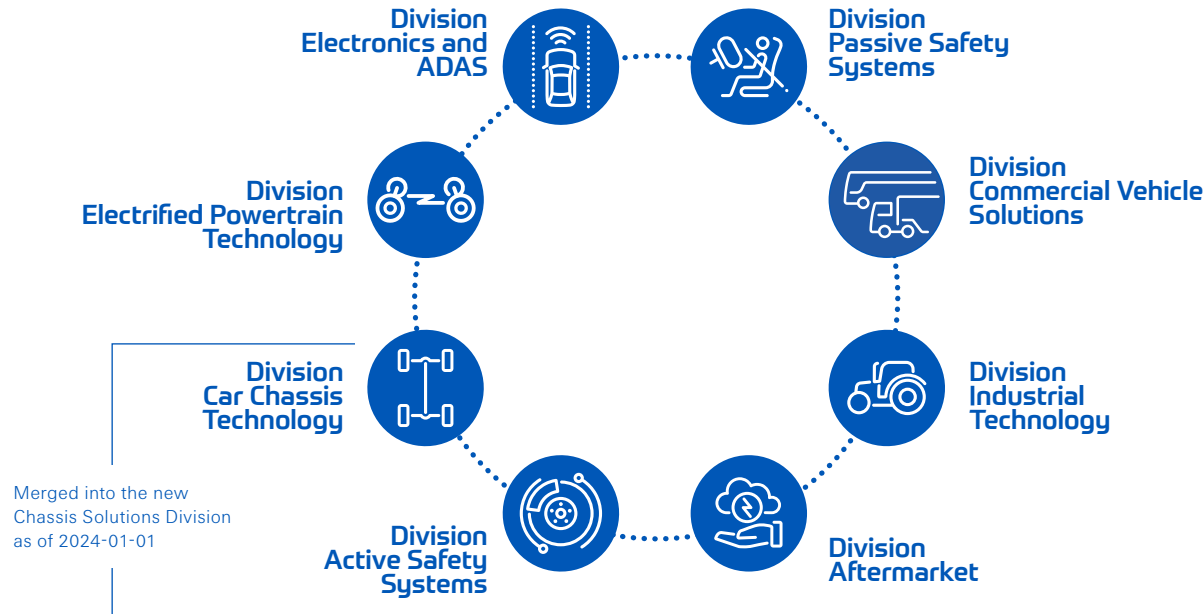 Division
Electronics and
ADAS
Division
Passive Safety
Systems
Division
Electrified Powertrain
Technology
Division
Commercial Vehicle
Solutions
Division
Car Chassis
Technology
Division
Industrial
Technology
Merged into the new
Chassis Solutions Division
as of 2024-01-01
Division
Active Safety
Systems
Division
Aftermarket